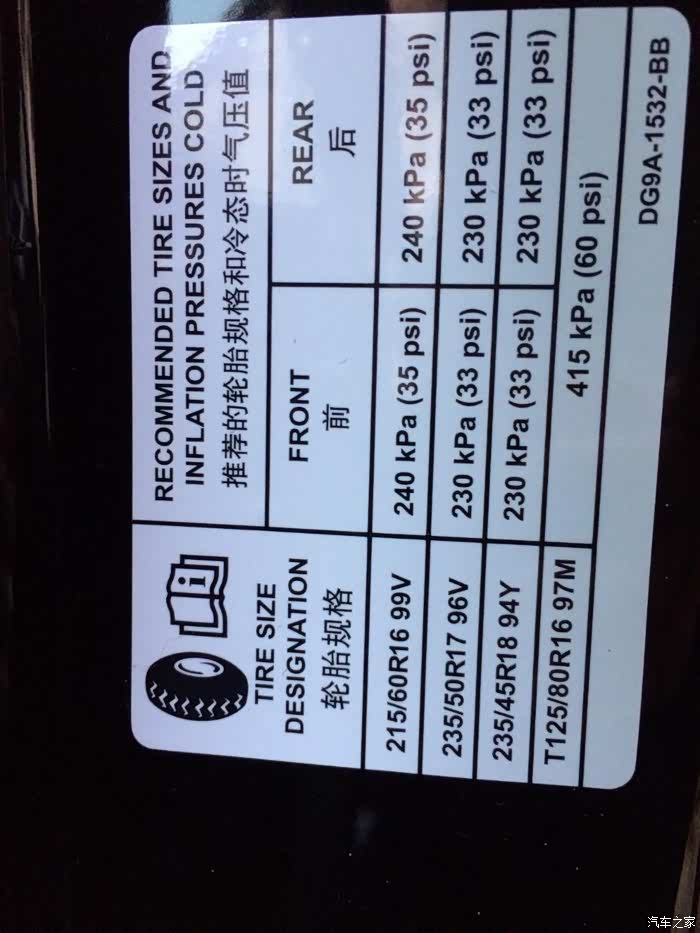 RECOMMENDED TIRE SIZES AND
INFLATION PRESSURES COLD
推荐的轮胎规格和冷态时气压值
TIRE SIZE
DESIGNATION
轮胎规格
FRONT
前
REAR
后
215/60R16 99V 240 kPa (35 psi) 240 kPa (35 psi)
235/50R17 96V 230 kPa (33 psi) 230 kPa (33 psi)
235/45R18 94Y 230 kPa (33 psi) 230 kPa (33 psi)
T125/80R16 97M 415 kPa (60 psi)
DG9A-1532-BB
汽车之家